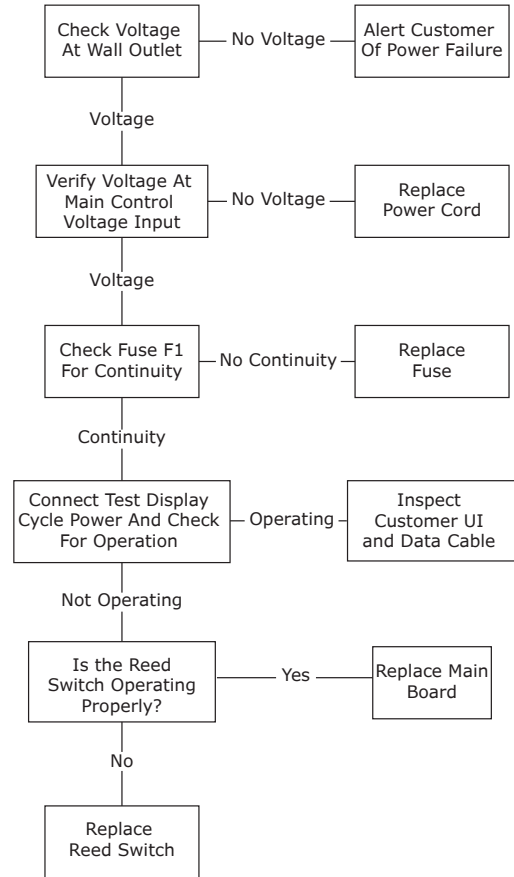 Check Voltage
At Wall Outlet
No Voltage
Alert Customer
Of Power Failure
Voltage
Verify Voltage At
Main Control
Voltage Input
No Voltage
Replace
Power Cord
Voltage
Check Fuse F1
For Continuity
No Continuity
Replace
Fuse
Continuity
Connect Test Display
Cycle Power And Check
For Operation
Operating
Inspect
Customer UI
and Data Cable
Not Operating
Is the Reed
Switch Operating
Properly?
Yes
Replace Main
Board
No
Replace
Reed Switch